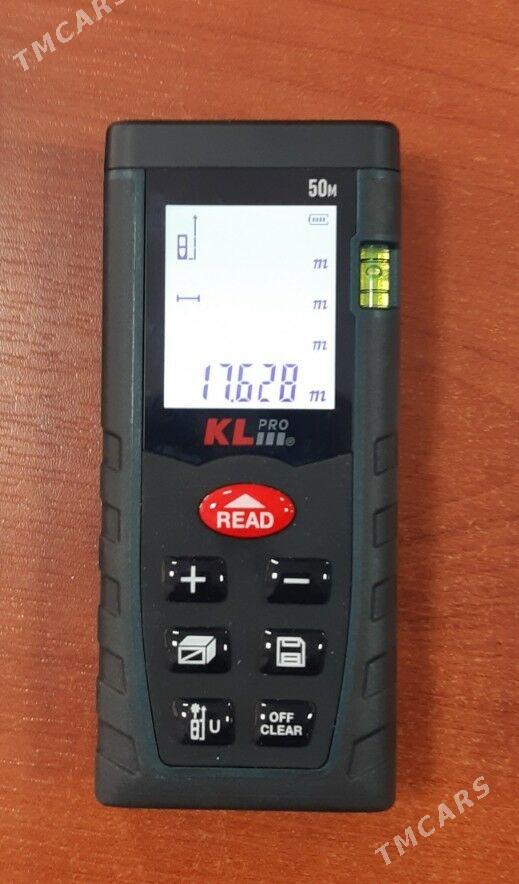 TMCARS
50M
m
m
m
17.628 m
KL PRO ®
READ
+ −
U
OFF
CLEAR
TMCARS